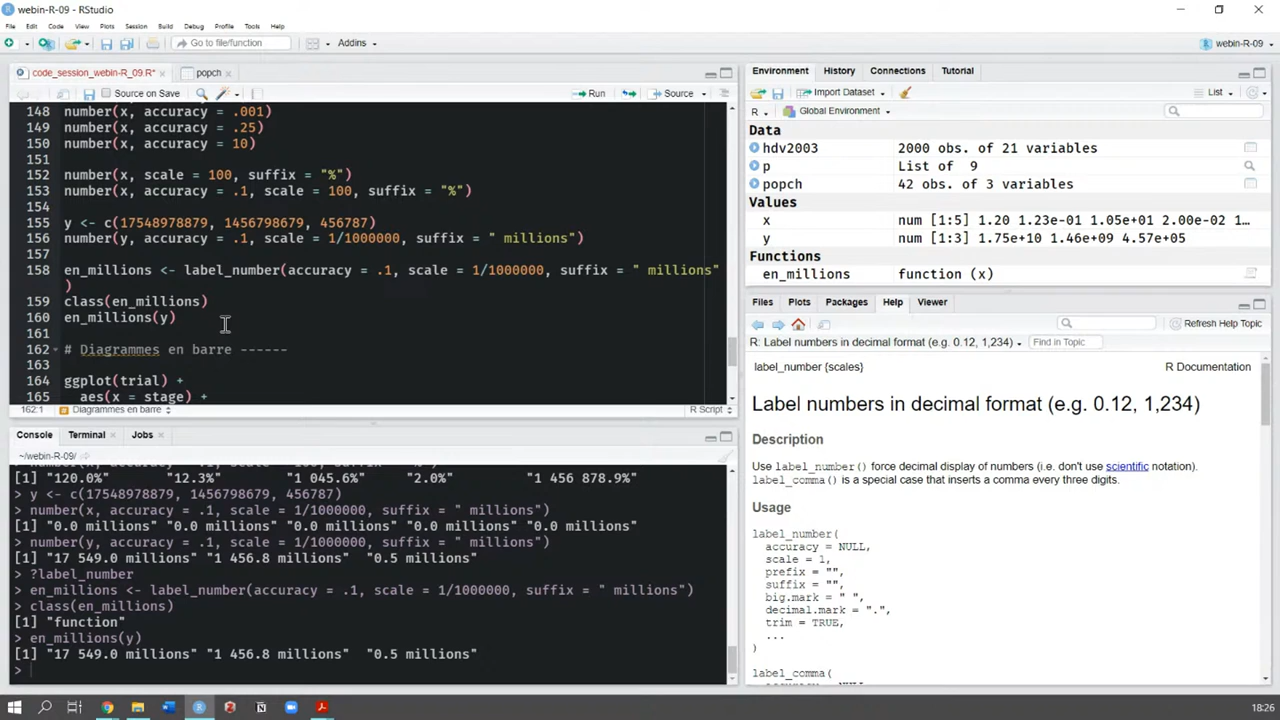 webin-R-09 - RStudio
File Edit Code View Plots Session Build Debug Profile Tools Help
Go to file/function Addins webin-R-09
code_session_webin-R_09.R* popch
Source on Save Run Source
148 number(x, accuracy = .001)
149 number(x, accuracy = .25)
150 number(x, accuracy = 10)
151
152 number(x, scale = 100, suffix = "%")
153 number(x, accuracy = .1, scale = 100, suffix = "%")
154
155 y <- c(17548978879, 1456798679, 456787)
156 number(y, accuracy = .1, scale = 1/1000000, suffix = " millions")
157
158 en_millions <- label_number(accuracy = .1, scale = 1/1000000, suffix = " millions"
)
159 class(en_millions)
160 en_millions(y)
161
162 # Diagrammes en barre ------
163
164 ggplot(trial) +
165 aes(x = stage) +
162:1 Diagrammes en barre R Script
Console Terminal Jobs
~/webin-R-09/
[1] "120.0%" "12.3%" "1 045.6%" "2.0%" "1 456 878.9%"
> y <- c(17548978879, 1456798679, 456787)
> number(x, accuracy = .1, scale = 1/1000000, suffix = " millions")
[1] "0.0 millions" "0.0 millions" "0.0 millions" "0.0 millions" "0.0 millions"
> number(y, accuracy = .1, scale = 1/1000000, suffix = " millions")
[1] "17 549.0 millions" "1 456.8 millions" "0.5 millions"
> ?label_number
> en_millions <- label_number(accuracy = .1, scale = 1/1000000, suffix = " millions")
> class(en_millions)
[1] "function"
> en_millions(y)
[1] "17 549.0 millions" "1 456.8 millions" "0.5 millions"
>
Environment History Connections Tutorial
Import Dataset List
R Global Environment
Data
hdv2003 2000 obs. of 21 variables
p List of 9
popch 42 obs. of 3 variables
Values
x num [1:5] 1.20 1.23e-01 1.05e+01 2.00e-02 1...
y num [1:3] 1.75e+10 1.46e+09 4.57e+05
Functions
en_millions function (x)
Files Plots Packages Help Viewer
Refresh Help Topic
R: Label numbers in decimal format (e.g. 0.12, 1,234) Find in Topic
label_number {scales} R Documentation
Label numbers in decimal format (e.g. 0.12, 1,234)
Description
Use label_number() force decimal display of numbers (i.e. don't use scientific notation).
label_comma() is a special case that inserts a comma every three digits.
Usage
label_number(
accuracy = NULL,
scale = 1,
prefix = "",
suffix = "",
big.mark = " ",
decimal.mark = ".",
trim = TRUE,
...
)
label_comma(
18:26